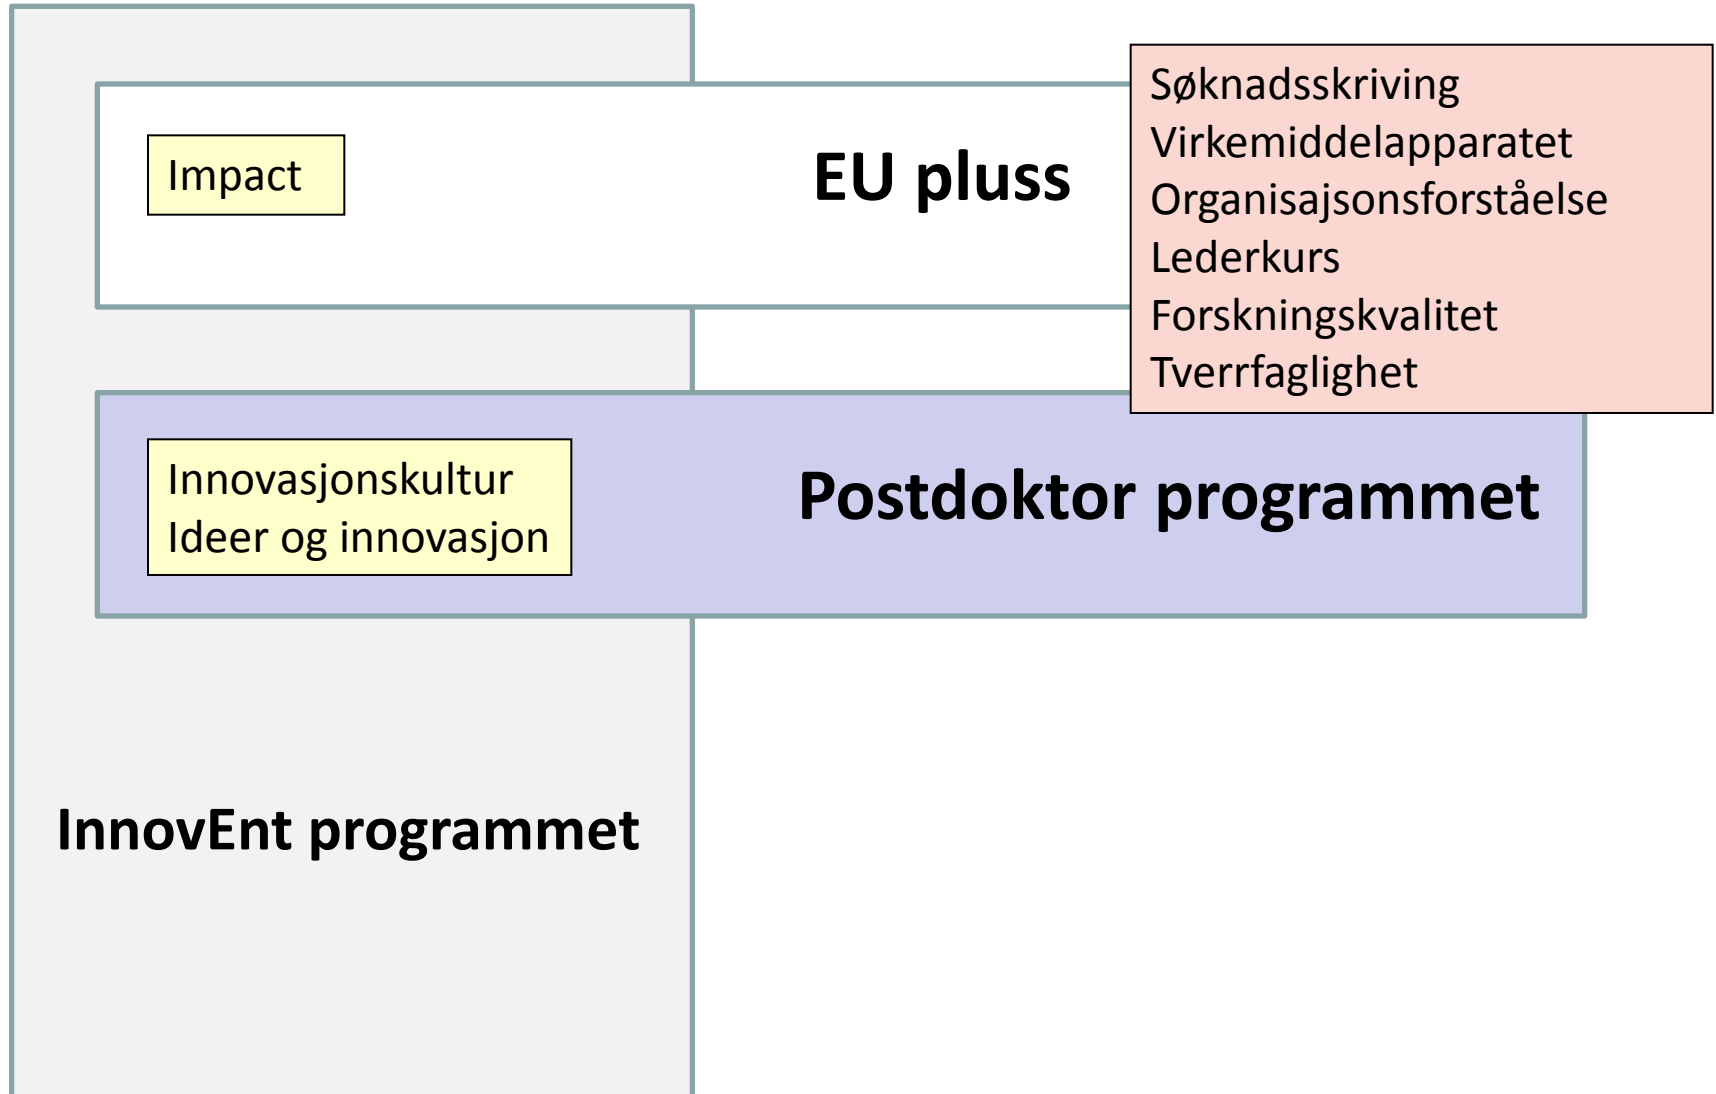 Impact
EU pluss
Søknadsskriving
Virkemiddelapparatet
Organisajsonsforståelse
Lederkurs
Forskningskvalitet
Tverrfaglighet
Innovasjonskultur
Ideer og innovasjon
Postdoktor programmet
InnovEnt programmet